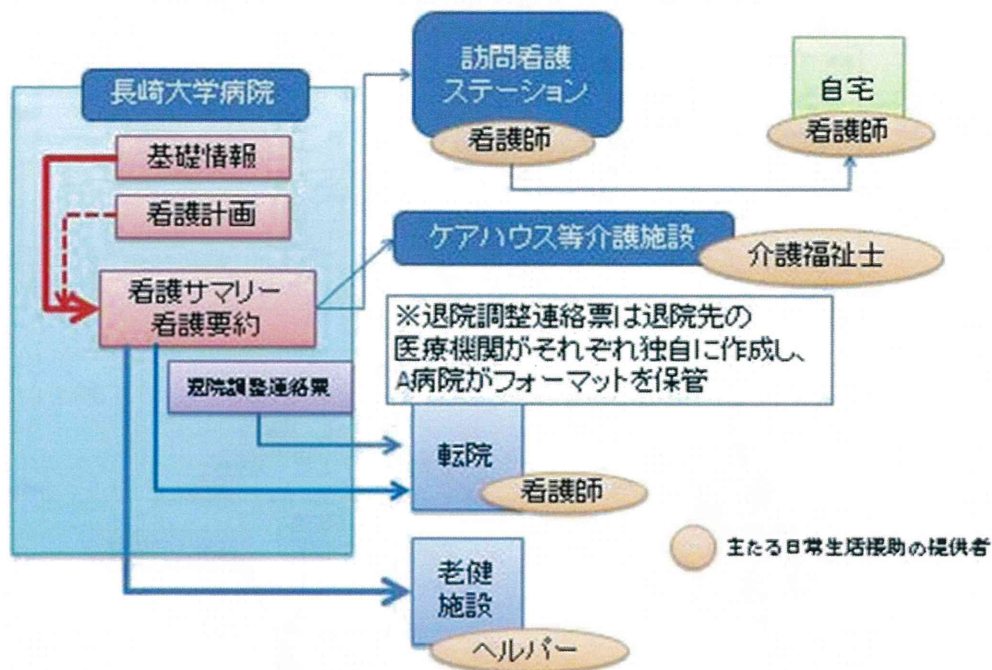 長崎大学病院
基礎情報
看護計画
看護サマリー
看護要約
退院調整連絡票
訪問看護
ステーション
看護師
自宅
看護師
ケアハウス等介護施設
介護福祉士
※退院調整連絡票は退院先の
医療機関がそれぞれ独自に作成し、
A病院がフォーマットを保管
転院
看護師
主たる日常生活援助の提供者
老健
施設
ヘルパー